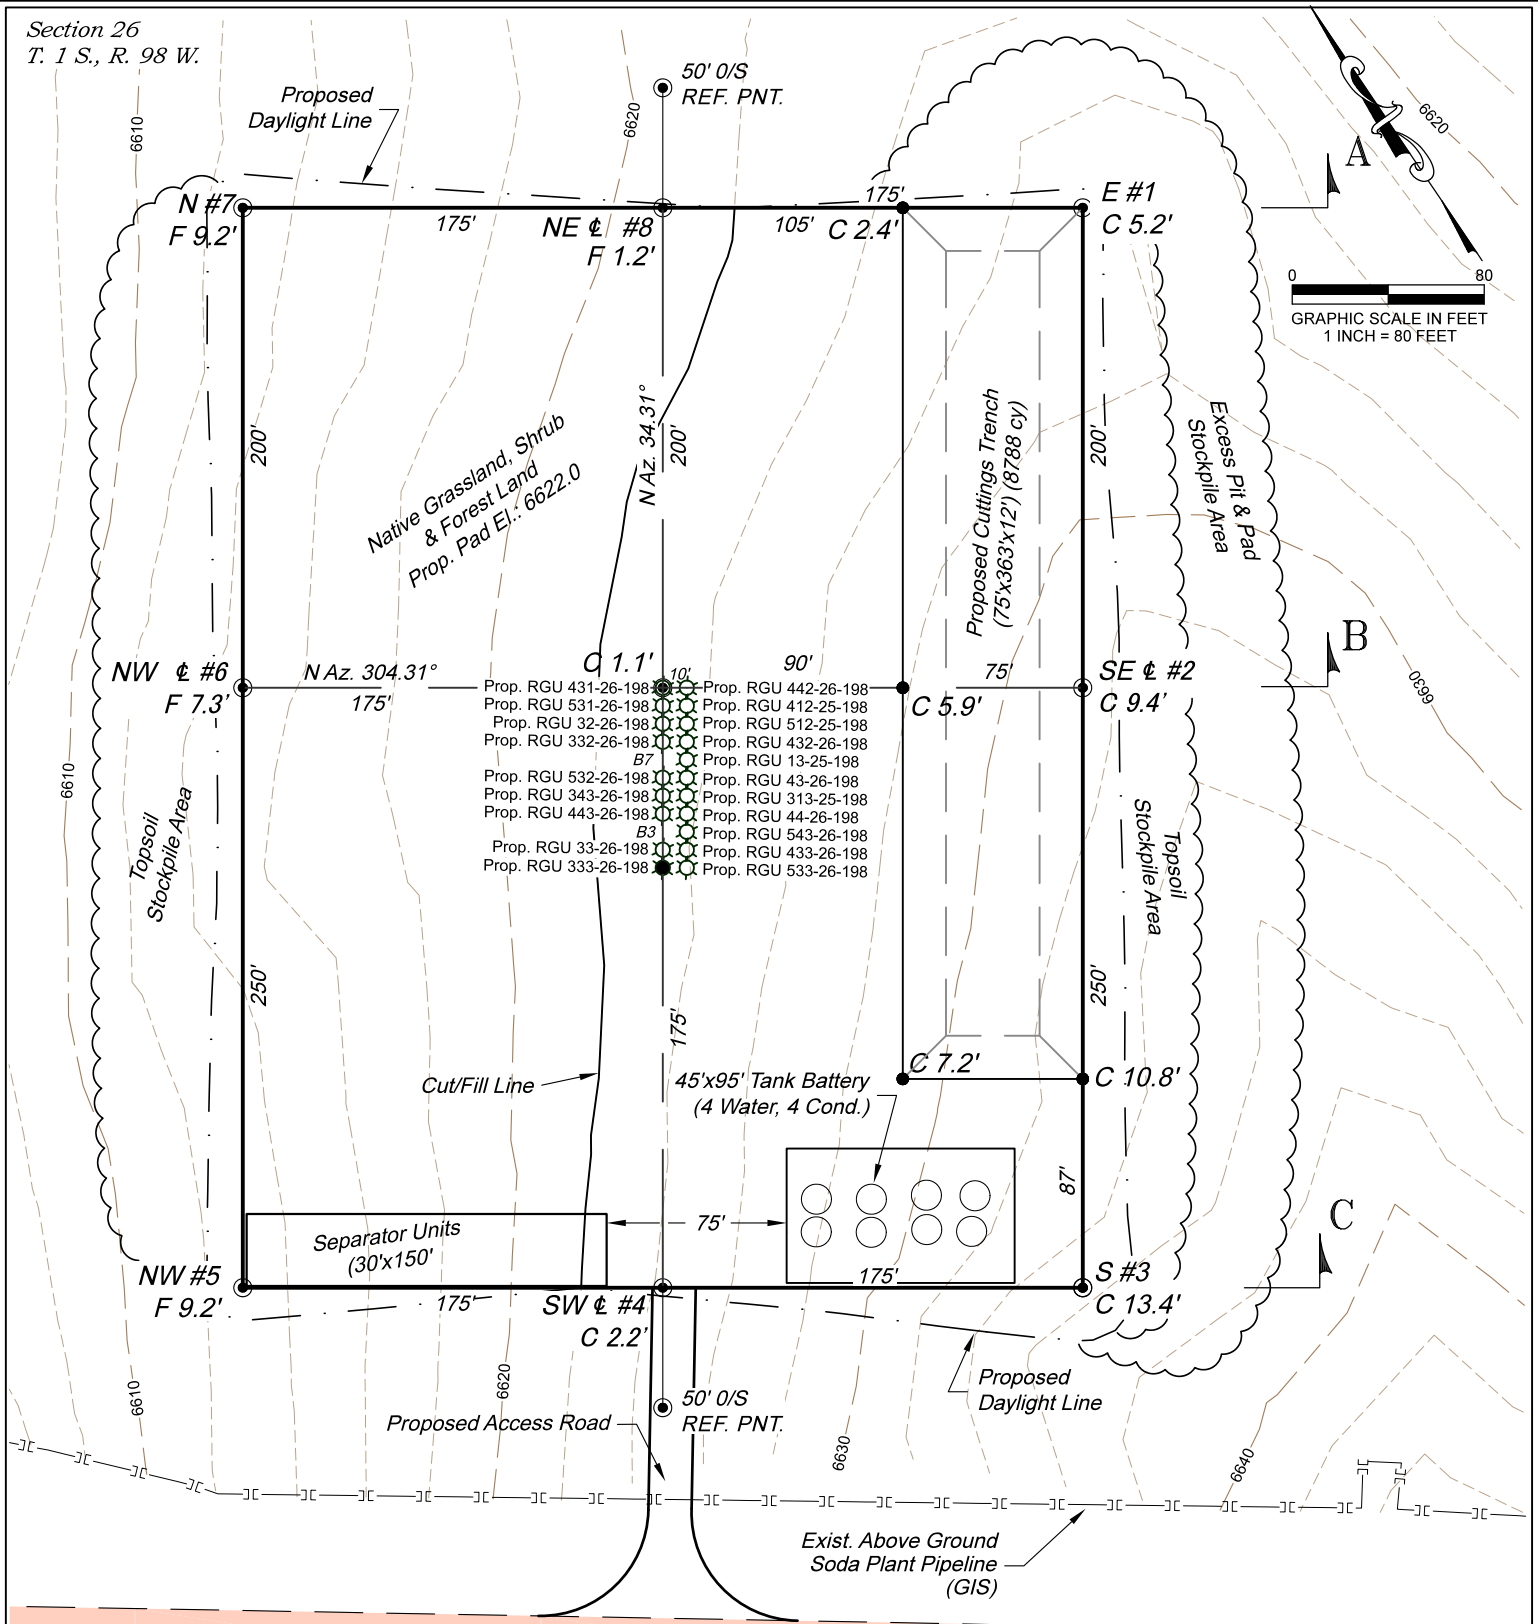 Section 26
T. 1 S., R. 98 W.
50' 0/S
REF. PNT.
Proposed
Daylight Line
6610
6620
6620
A
N #7
F 9.2'
175'
NE ℄ #8
F 1.2'
105'
175'
C 2.4'
E #1
C 5.2'
0 80
GRAPHIC SCALE IN FEET
1 INCH = 80 FEET
200'
Native Grassland, Shrub
& Forest Land
Prop. Pad El.: 6622.0
N Az. 34.31°
200'
Proposed Cuttings Trench
(75'x363'x12') (8788 cy)
200'
Excess Pit & Pad
Stockpile Area
B
6630
NW ℄ #6
F 7.3'
N Az. 304.31°
175'
C 1.1'
10'
90'
C 5.9'
75'
SE ℄ #2
C 9.4'
Prop. RGU 431-26-198
Prop. RGU 531-26-198
Prop. RGU 32-26-198
Prop. RGU 332-26-198
B7
Prop. RGU 532-26-198
Prop. RGU 343-26-198
Prop. RGU 443-26-198
B3
Prop. RGU 33-26-198
Prop. RGU 333-26-198
Prop. RGU 442-26-198
Prop. RGU 412-25-198
Prop. RGU 512-25-198
Prop. RGU 432-26-198
Prop. RGU 13-25-198
Prop. RGU 43-26-198
Prop. RGU 313-25-198
Prop. RGU 44-26-198
Prop. RGU 543-26-198
Prop. RGU 433-26-198
Prop. RGU 533-26-198
6610
Topsoil
Stockpile Area
Topsoil
Stockpile Area
250'
175'
250'
Cut/Fill Line
C 7.2'
C 10.8'
45'x95' Tank Battery
(4 Water, 4 Cond.)
87'
Separator Units
(30'x150'
75'
175'
C
NW #5
F 9.2'
175'
SW ℄ #4
C 2.2'
S #3
C 13.4'
6610
6620
50' 0/S
REF. PNT.
Proposed
Daylight Line
Proposed Access Road
6630
6640
Exist. Above Ground
Soda Plant Pipeline
(GIS)